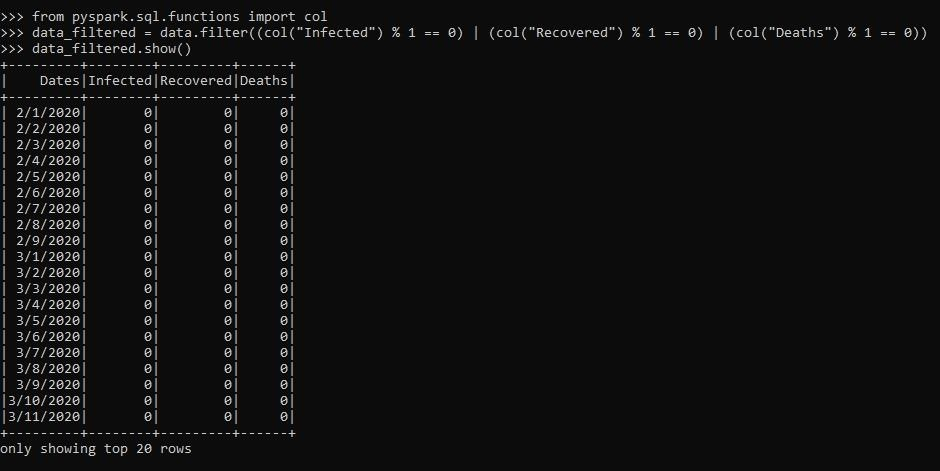 >>> from pyspark.sql.functions import col
>>> data_filtered = data.filter((col("Infected") % 1 == 0) | (col("Recovered") % 1 == 0) | (col("Deaths") % 1 == 0))
>>> data_filtered.show()
+---------+--------+---------+------+
|    Dates|Infected|Recovered|Deaths|
+---------+--------+---------+------+
| 2/1/2020|       0|        0|     0|
| 2/2/2020|       0|        0|     0|
| 2/3/2020|       0|        0|     0|
| 2/4/2020|       0|        0|     0|
| 2/5/2020|       0|        0|     0|
| 2/6/2020|       0|        0|     0|
| 2/7/2020|       0|        0|     0|
| 2/8/2020|       0|        0|     0|
| 2/9/2020|       0|        0|     0|
| 3/1/2020|       0|        0|     0|
| 3/2/2020|       0|        0|     0|
| 3/3/2020|       0|        0|     0|
| 3/4/2020|       0|        0|     0|
| 3/5/2020|       0|        0|     0|
| 3/6/2020|       0|        0|     0|
| 3/7/2020|       0|        0|     0|
| 3/8/2020|       0|        0|     0|
| 3/9/2020|       0|        0|     0|
|3/10/2020|       0|        0|     0|
|3/11/2020|       0|        0|     0|
+---------+--------+---------+------+
only showing top 20 rows